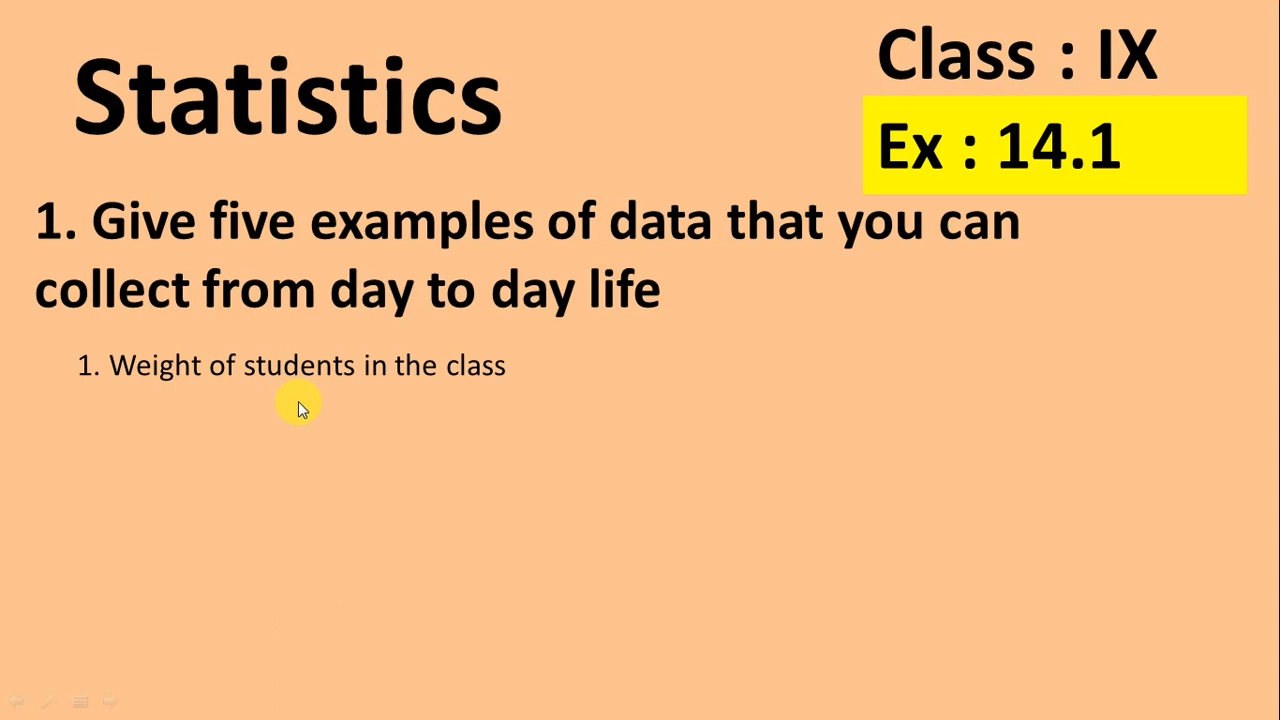 Statistics
Class : IX
Ex : 14.1
1. Give five examples of data that you can
collect from day to day life
1. Weight of students in the class